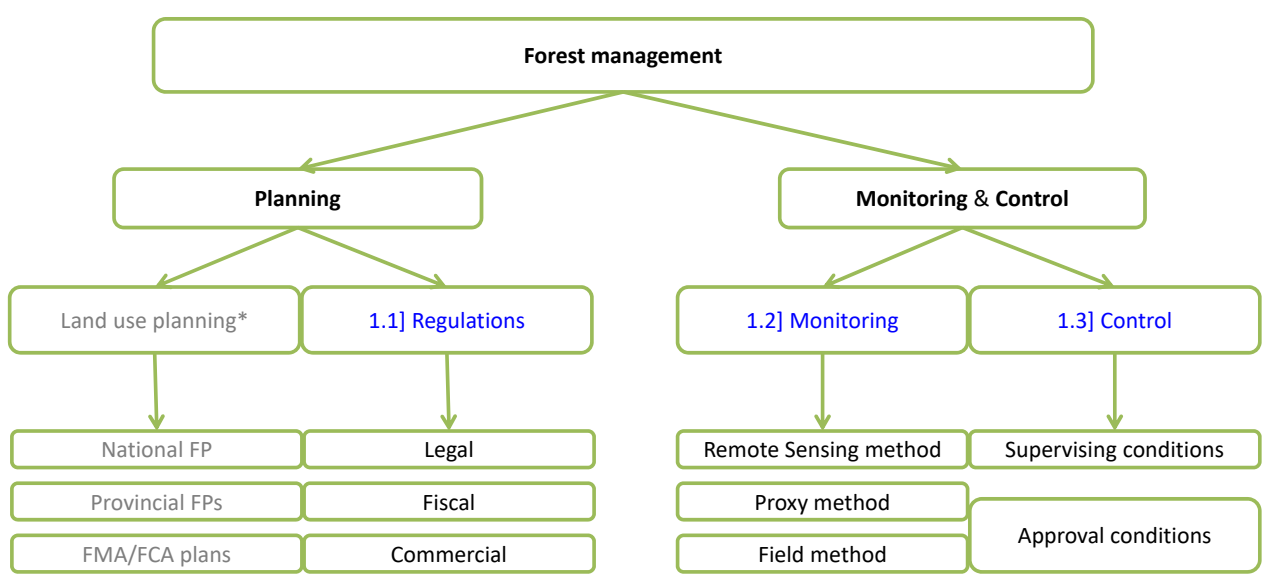 Forest management
Planning
Monitoring & Control
Land use planning*
1.1] Regulations
1.2] Monitoring
1.3] Control
National FP
Legal
Remote Sensing method
Supervising conditions
Provincial FPs
Fiscal
Proxy method
Approval conditions
FMA/FCA plans
Commercial
Field method